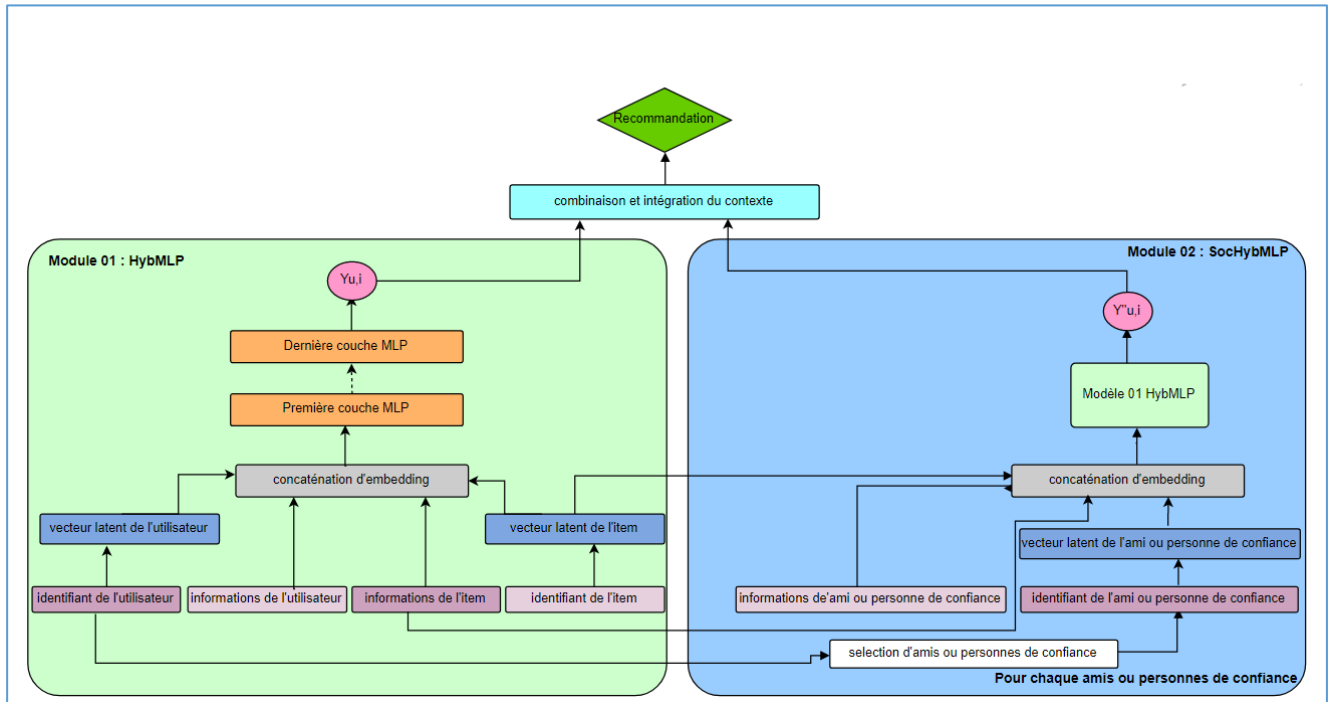 Recommandation
combinaison et intégration du contexte
Module 01 : HybMLP
Module 02 : SocHybMLP
Yu,i
Y''u,i
Dernière couche MLP
Première couche MLP
Modèle 01 HybMLP
concaténation d'embedding
concaténation d'embedding
vecteur latent de l'utilisateur
vecteur latent de l'item
vecteur latent de l'ami ou personne de confiance
identifiant de l'utilisateur
informations de l'utilisateur
informations de l'item
identifiant de l'item
informations de'ami ou personne de confiance
identifiant de l'ami ou personne de confiance
selection d'amis ou personnes de confiance
Pour chaque amis ou personnes de confiance